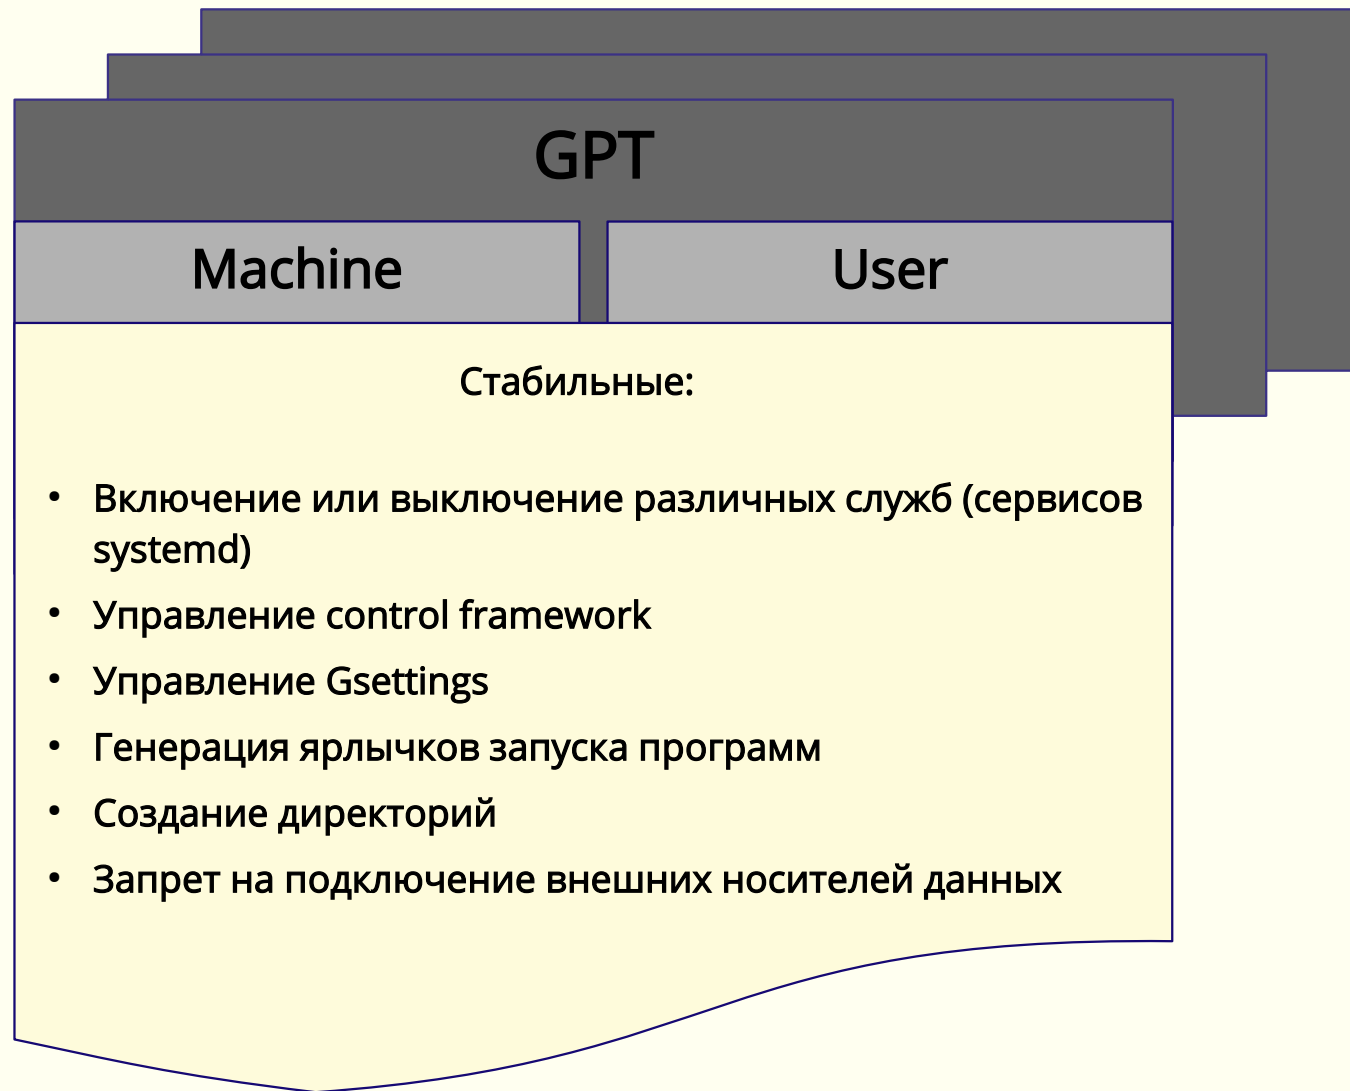 GPT
Machine
User
Стабильные:
• Включение или выключение различных служб (сервисов
systemd)
• Управление control framework
• Управление Gsettings
• Генерация ярлычков запуска программ
• Создание директорий
• Запрет на подключение внешних носителей данных